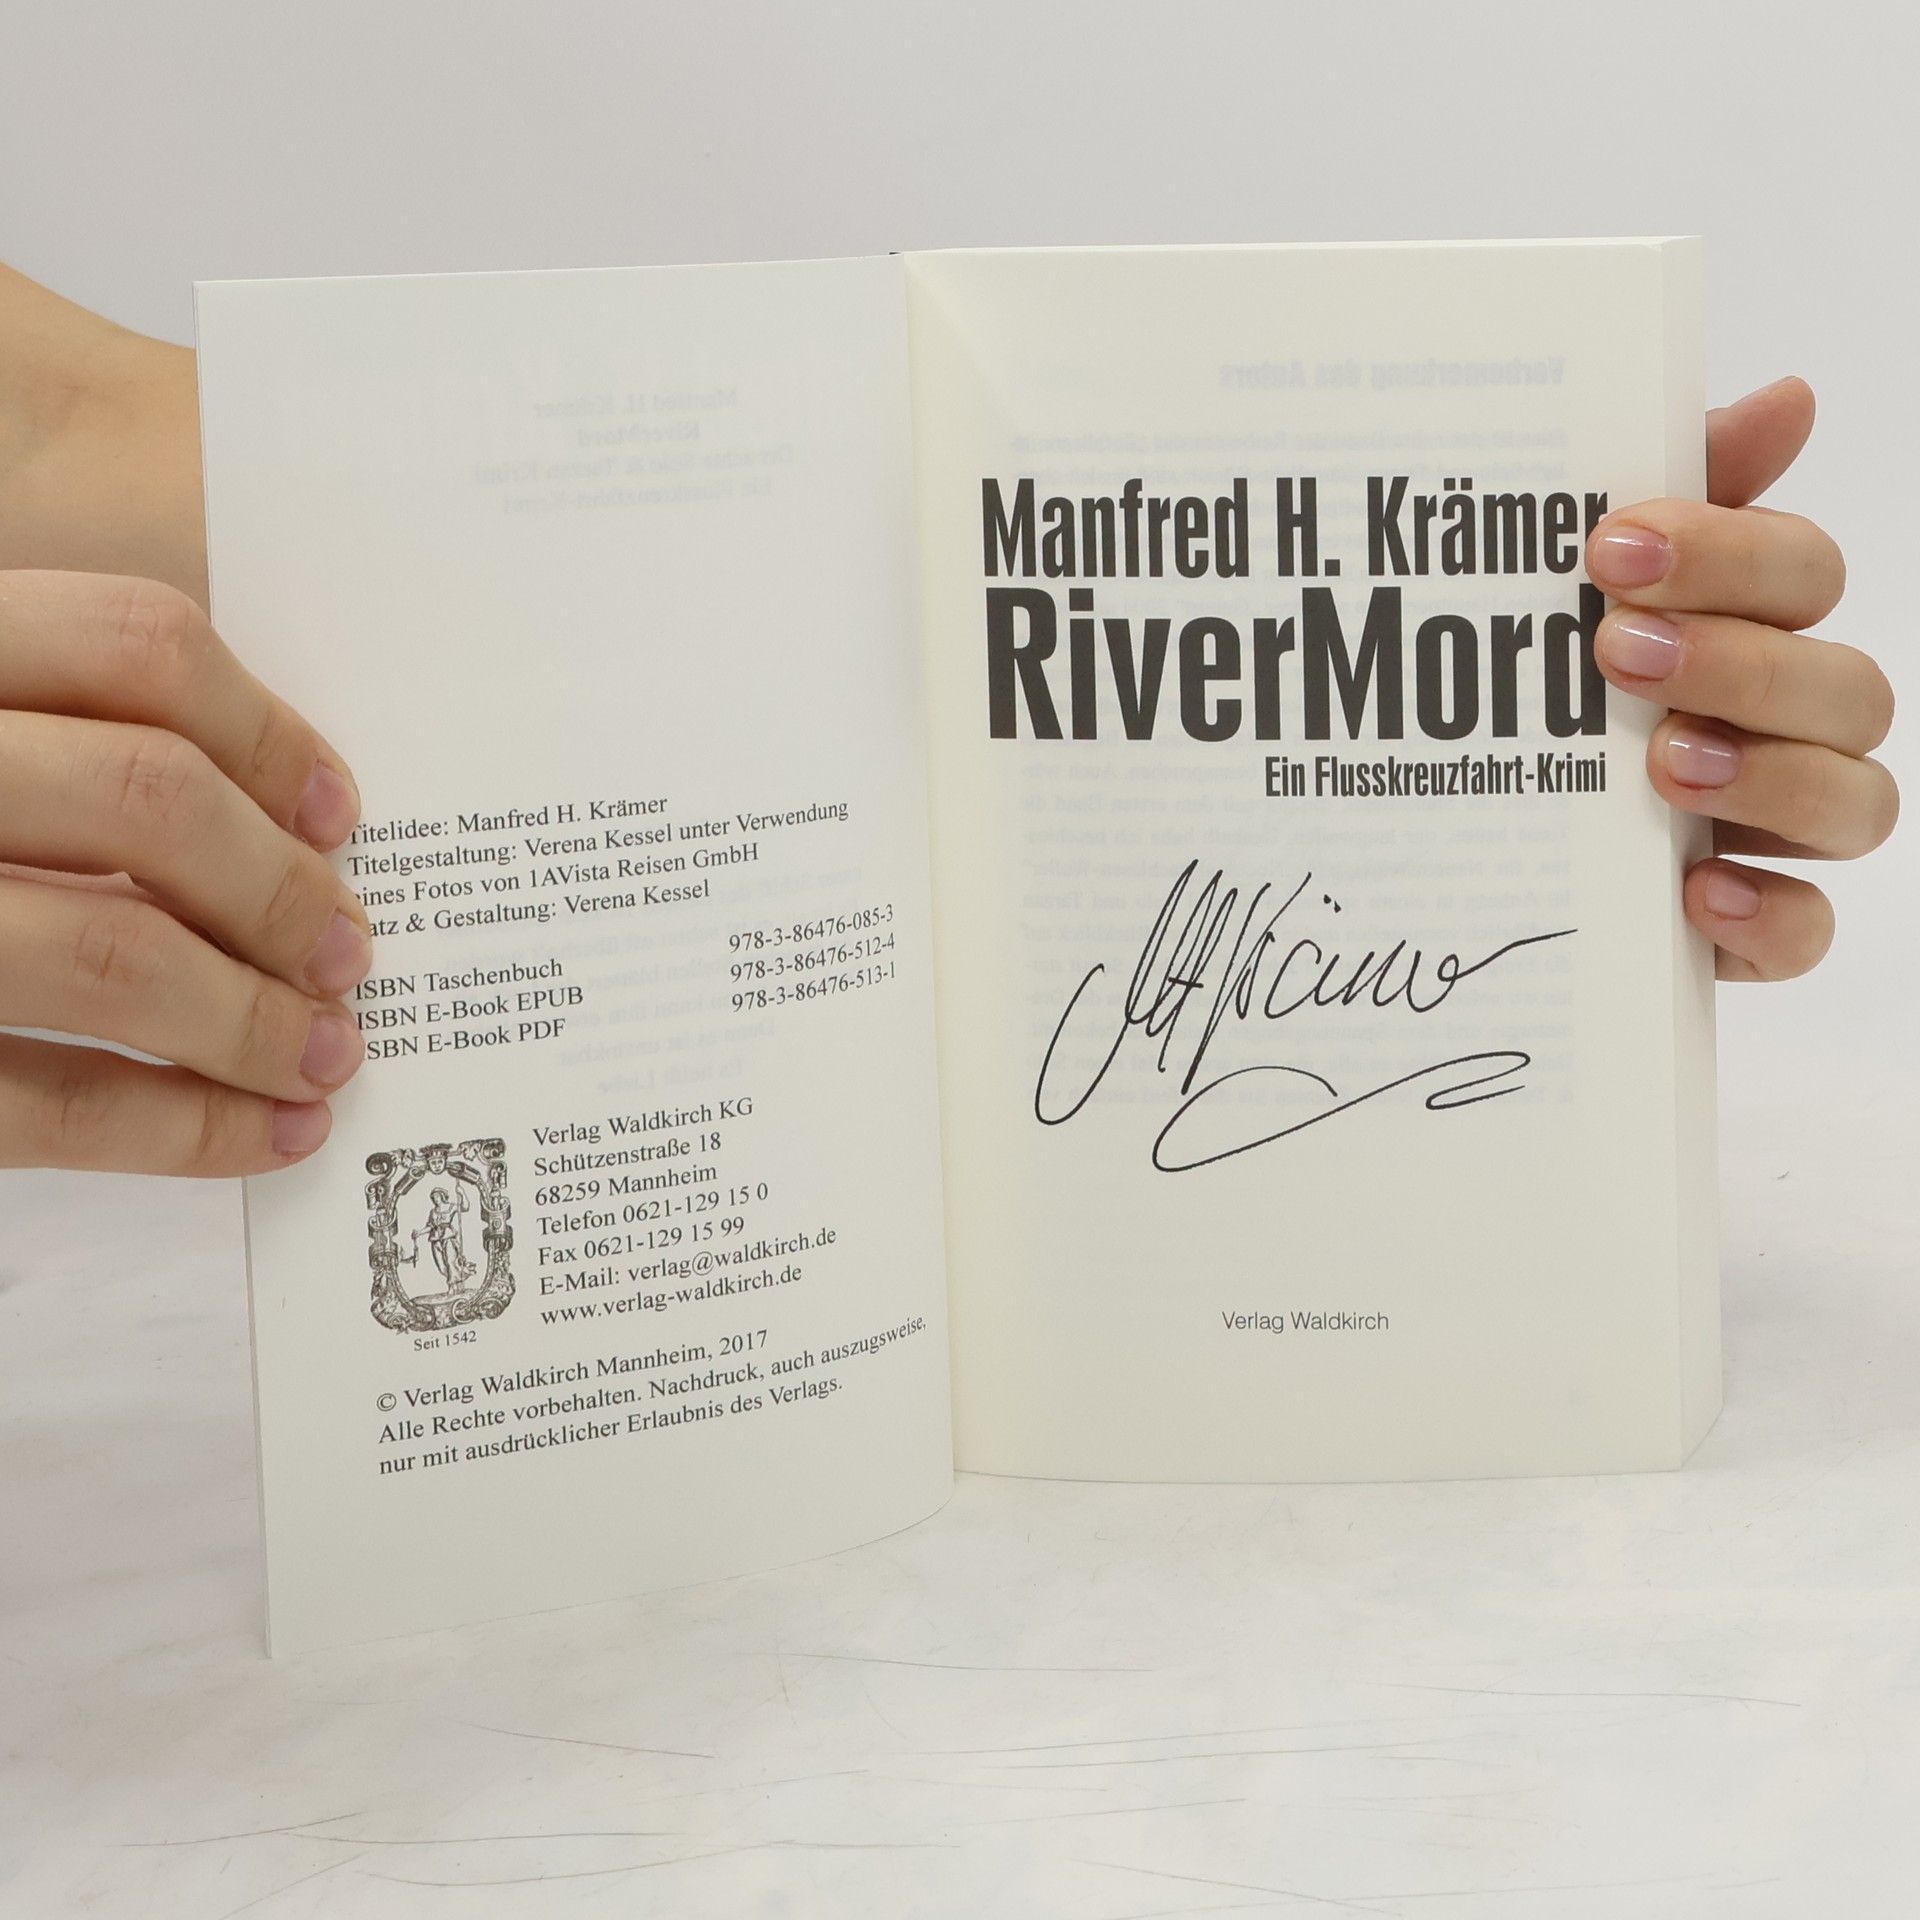 Titelidee: Manfred H. Krämer
Titelgestaltung: Verena Kessel unter Verwendung
eines Fotos von 1AVista Reisen GmbH
Satz & Gestaltung: Verena Kessel
ISBN Taschenbuch 978-3-86476-085-3
ISBN E-Book EPUB 978-3-86476-512-4
ISBN E-Book PDF 978-3-86476-513-1
Verlag Waldkirch KG
Schützenstraße 18
68259 Mannheim
Telefon 0621-129 15 0
Fax 0621-129 15 99
E-Mail: verlag@waldkirch.de
www.verlag-waldkirch.de
Seit 1542
© Verlag Waldkirch Mannheim, 2017
Alle Rechte vorbehalten. Nachdruck, auch auszugsweise,
nur mit ausdrücklicher Erlaubnis des Verlags.
Manfred H. Krämer
RiverMord
Ein Flusskreuzfahrt-Krimi
M H Krämer
Verlag Waldkirch